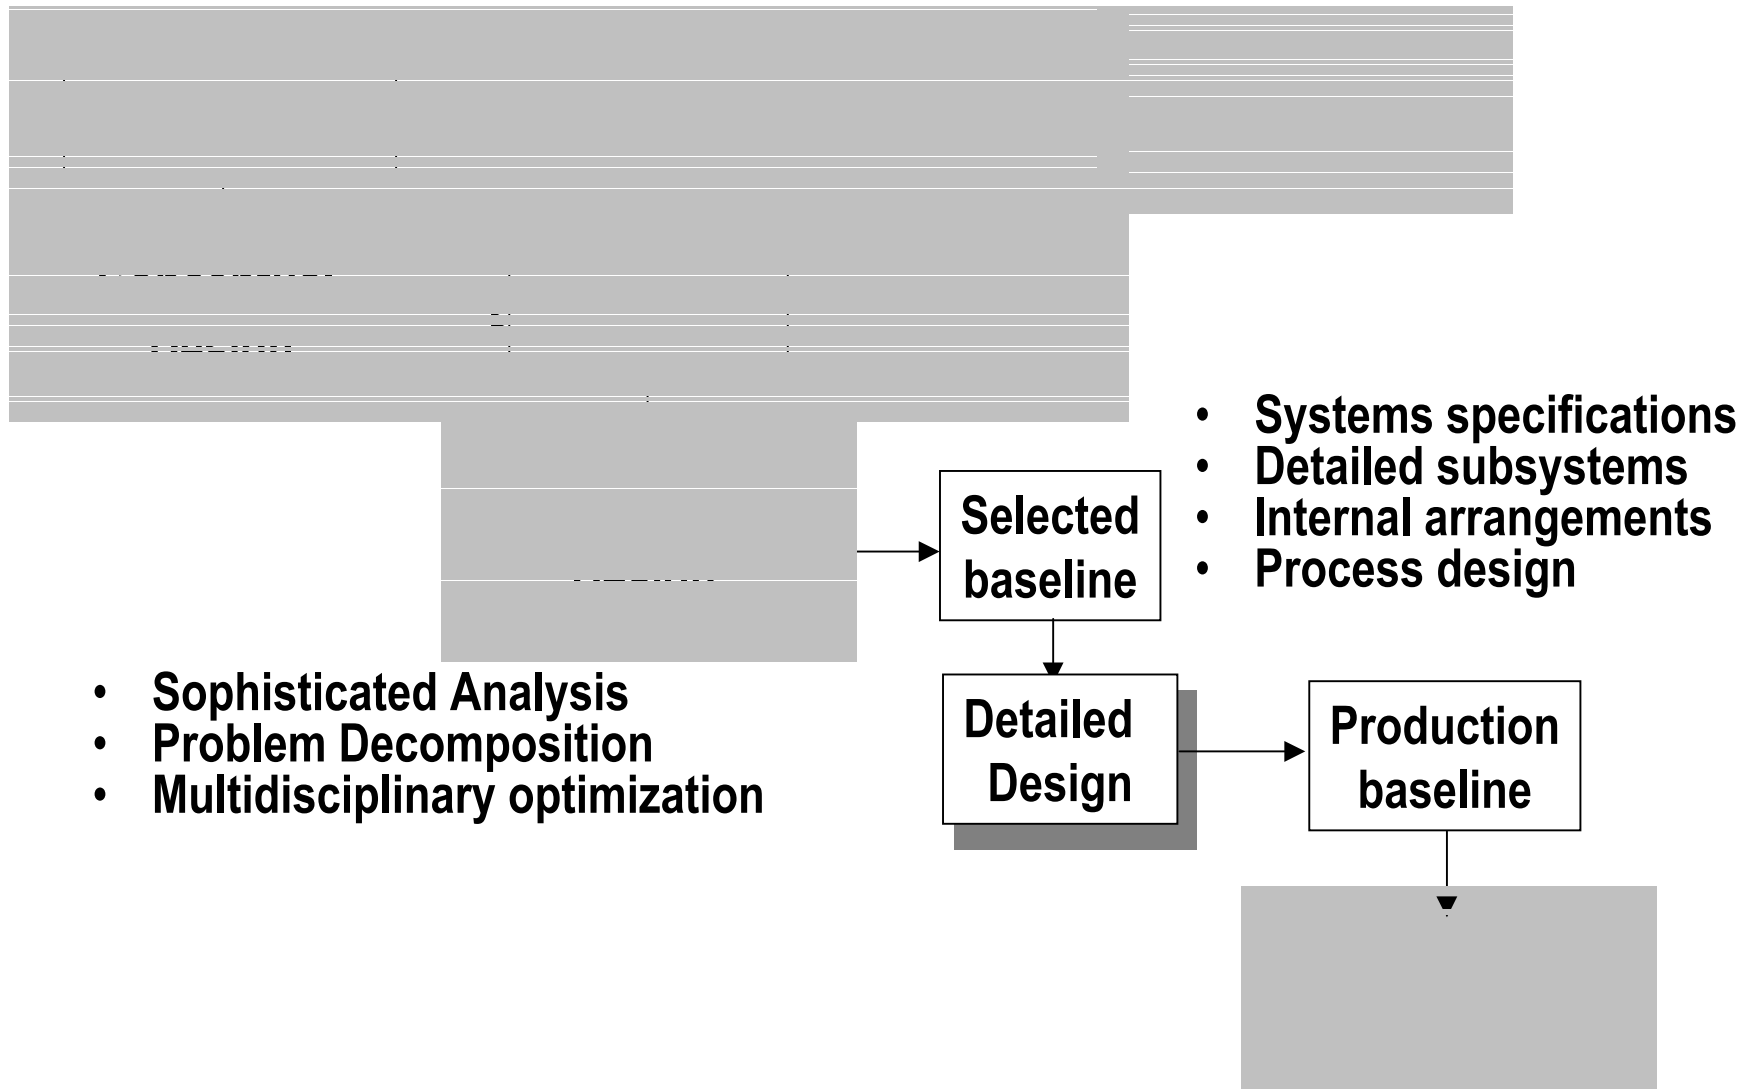 • Systems specifications
• Detailed subsystems
• Internal arrangements
• Process design
Selected
baseline
• Sophisticated Analysis
• Problem Decomposition
• Multidisciplinary optimization
Detailed
Design
Production
baseline